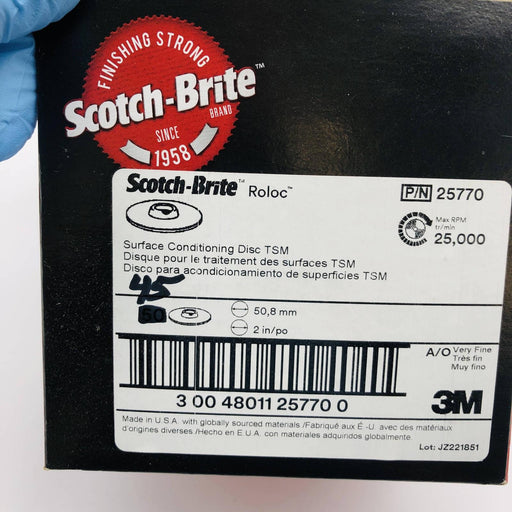 FINISHING STRONG
Scotch-Brite™
BRAND
SINCE
1958
Scotch-Brite™ Roloc™
P/N 25770
Max RPM
tr/min
25,000
Surface Conditioning Disc TSM
Disque pour le traitement des surfaces TSM
Disco para acondicionamiento de superficies TSM
45
50
50,8 mm
2 in/po
A/O Very Fine
Très fin
Muy fino
3 00 48011 25770 0
3M
Made in U.S.A. with globally sourced materials /Fabriqué aux É.-U. avec des matériaux
d'origines diverses /Hecho en E.U.A. con materiales adquiridos globalmente.
Lot: JZ221851